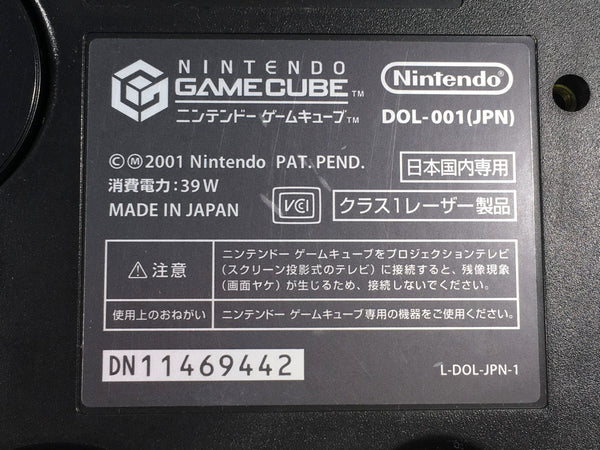 NINTENDO
GAMECUBE™
ニンテンドー ゲームキューブ™
Nintendo®
DOL-001(JPN)
©Ⓜ2001 Nintendo PAT. PEND.
日本国内専用
消費電力:39W
MADE IN JAPAN
VCI
クラス1レーザー製品
⚠注意
ニンテンドー ゲームキューブをプロジェクションテレビ
(スクリーン投影式のテレビ)に接続すると、残像現象
(画面ヤケ)が生じるため、接続しないでください。
使用上のおねがい
ニンテンドー ゲームキューブ専用の機器をご使用ください。
DN11469442
L-DOL-JPN-1